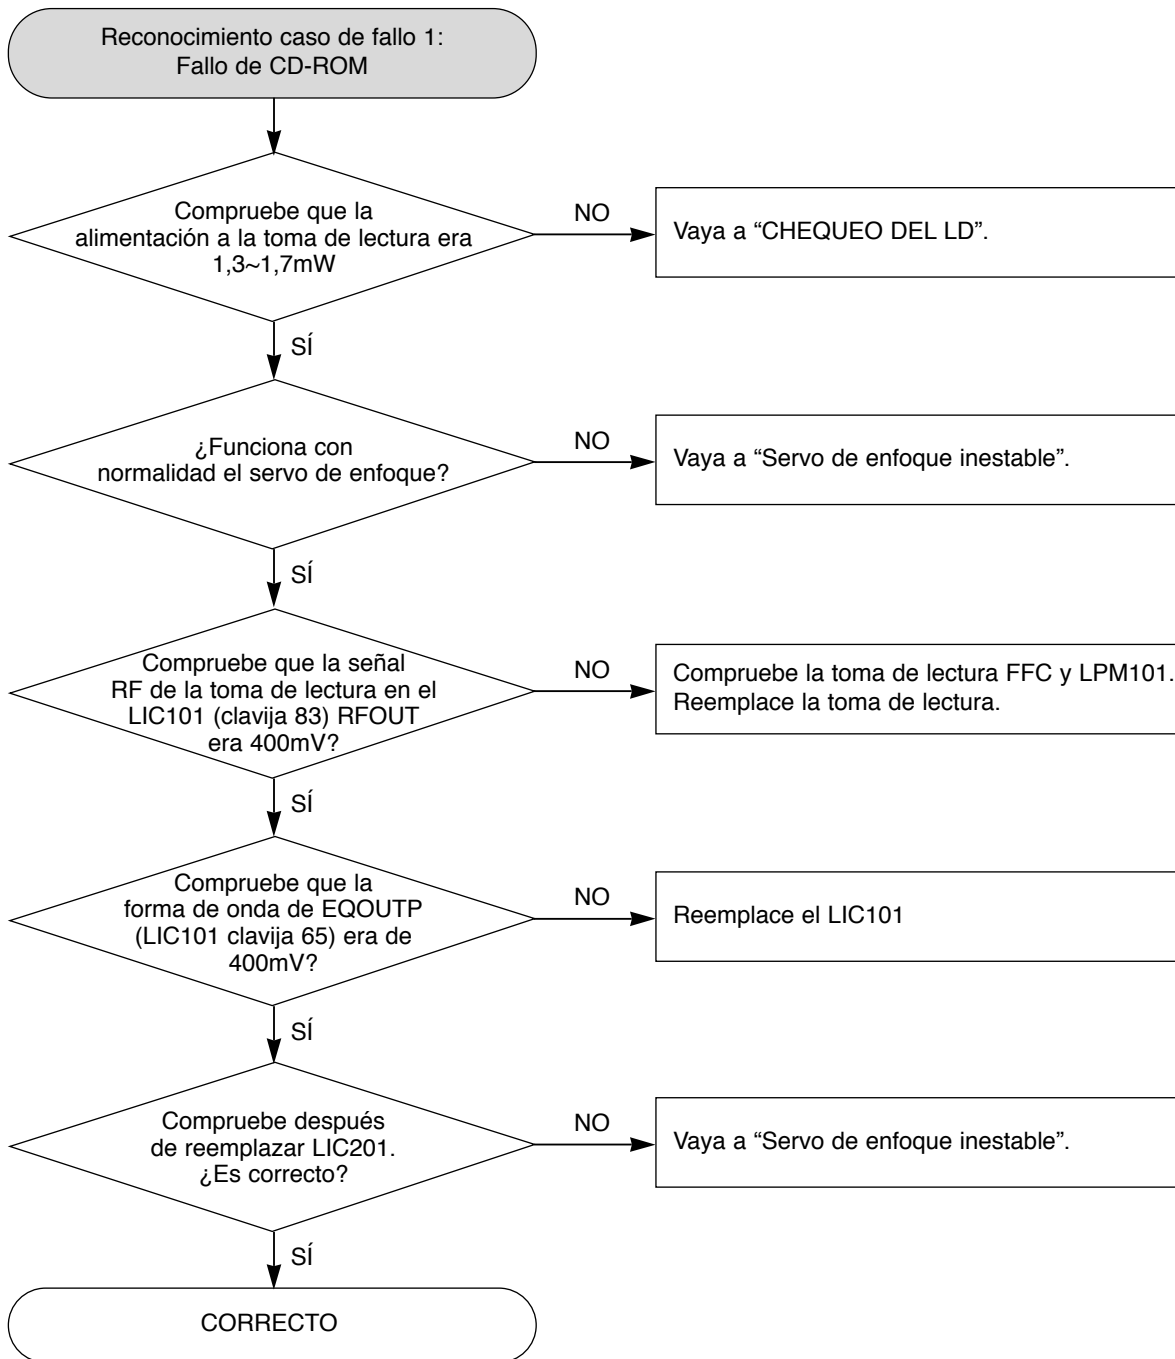 Reconocimiento caso de fallo 1:
Fallo de CD-ROM
Compruebe que la
alimentación a la toma de lectura era
1,3~1,7mW
NO
Vaya a “CHEQUEO DEL LD”.
SÍ
¿Funciona con
normalidad el servo de enfoque?
NO
Vaya a “Servo de enfoque inestable”.
SÍ
Compruebe que la señal
RF de la toma de lectura en el
LIC101 (clavija 83) RFOUT
era 400mV?
NO
Compruebe la toma de lectura FFC y LPM101.
Reemplace la toma de lectura.
SÍ
Compruebe que la
forma de onda de EQOUTP
(LIC101 clavija 65) era de
400mV?
NO
Reemplace el LIC101
SÍ
Compruebe después
de reemplazar LIC201.
¿Es correcto?
NO
Vaya a “Servo de enfoque inestable”.
SÍ
CORRECTO